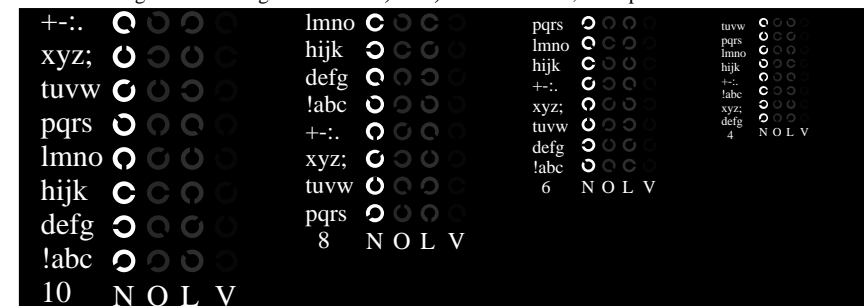 +-:.
xyz;
tuvw
pqrs
lmno
hijk
defg
!abc
10 N O L V
lmno
hijk
defg
!abc
+-:.
xyz;
tuvw
pqrs
8 N O L V
pqrs
lmno
hijk
+-:.
xyz;
tuvw
defg
!abc
6 N O L V
tuvw
pqrs
lmno
hijk
+-:.
!abc
xyz;
defg
4 N O L V